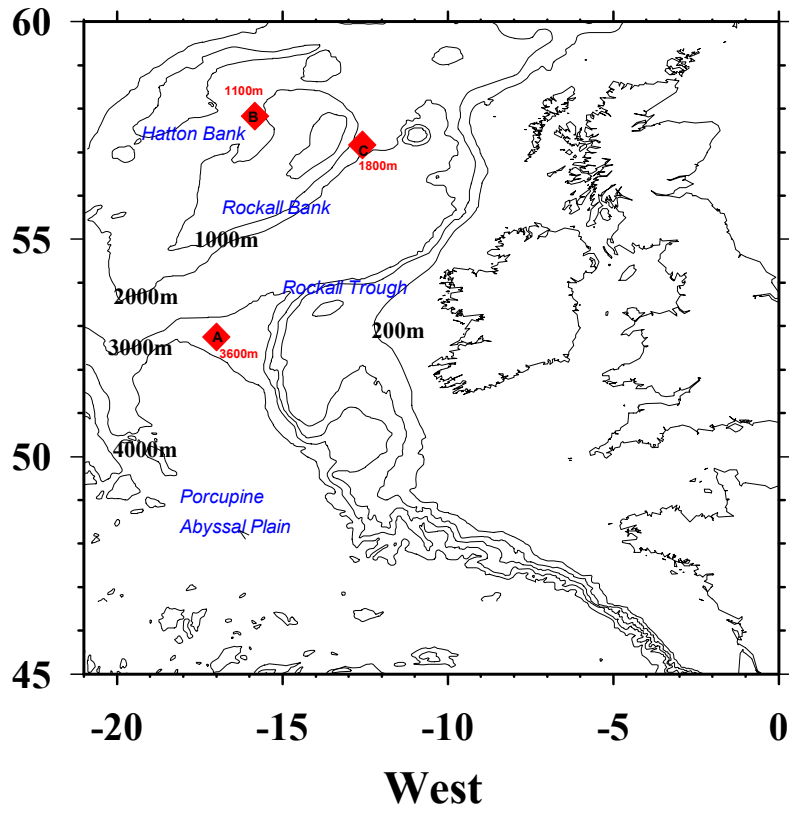 60
1100m
B
Hatton Bank
C
1800m
Rockall Bank
55
1000m
Rockall Trough
2000m
200m
A
3000m
3600m
50
4000m
Porcupine
Abyssal Plain
45
-20
-15
-10
-5
0
West